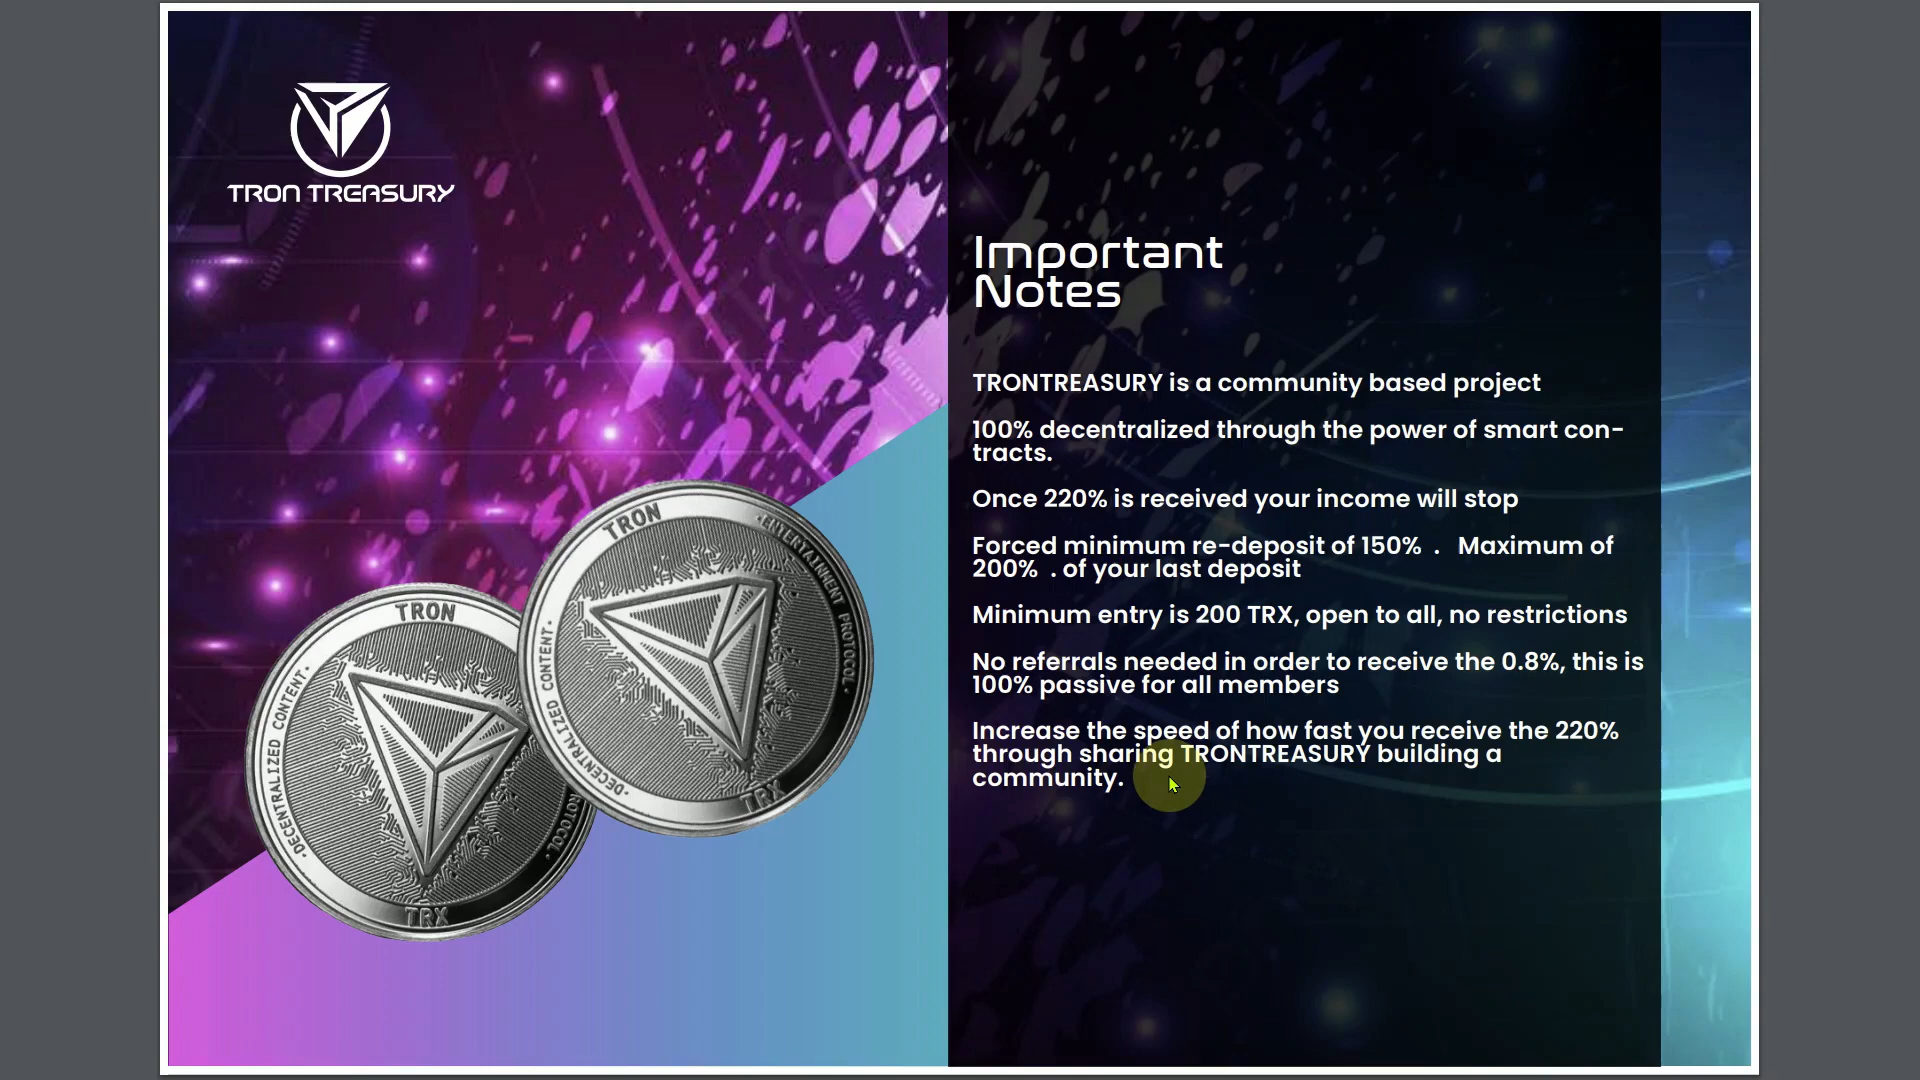 TRON TREASURY
Important
Notes
TRONTREASURY is a community based project
100% decentralized through the power of smart con-
tracts.
Once 220% is received your income will stop
Forced minimum re-deposit of 150% . Maximum of
200% . of your last deposit
Minimum entry is 200 TRX, open to all, no restrictions
No referrals needed in order to receive the 0.8%, this is
100% passive for all members
Increase the speed of how fast you receive the 220%
through sharing TRONTREASURY building a
community.
TRON
·ENTERTAINMENT PROTOCOL·
·DECENTRALIZED CONTENT·
TRX
TRON
·DECENTRALIZED CONTENT·
TRX